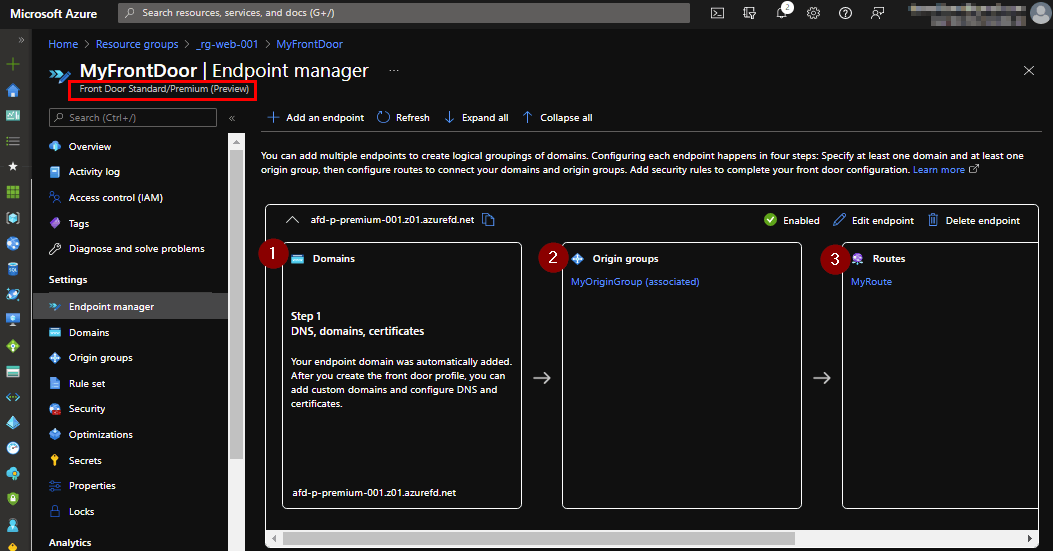 Microsoft Azure
Search resources, services, and docs (G+/)
2
Home > Resource groups > _rg-web-001 > MyFrontDoor
MyFrontDoor | Endpoint manager ...
Front Door Standard/Premium (Preview)
Search (Ctrl+/)
«
»
Overview
Activity log
Access control (IAM)
Tags
Diagnose and solve problems
Settings
Endpoint manager
Domains
Origin groups
Rule set
Security
Optimizations
Secrets
Properties
Locks
Analytics
Add an endpoint
Refresh
Expand all
Collapse all
You can add multiple endpoints to create logical groupings of domains. Configuring each endpoint happens in four steps: Specify at least one domain and at least one
origin group, then configure routes to connect your domains and origin groups. Add security rules to complete your front door configuration. Learn more
afd-p-premium-001.z01.azurefd.net
Enabled
Edit endpoint
Delete endpoint
1
Domains
Step 1
DNS, domains, certificates
Your endpoint domain was automatically added.
After you create the front door profile, you can
add custom domains and configure DNS and
certificates.
afd-p-premium-001.z01.azurefd.net
2
Origin groups
MyOriginGroup (associated)
3
Routes
MyRoute